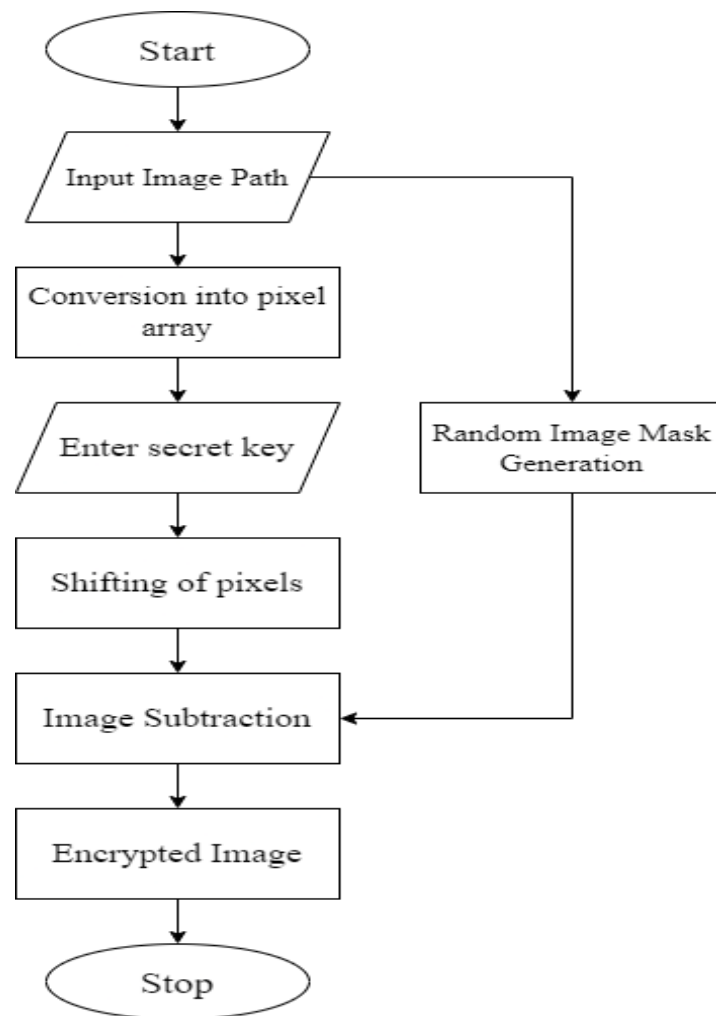 Start
Input Image Path
Conversion into pixel
array
Enter secret key
Random Image Mask
Generation
Shifting of pixels
Image Subtraction
Encrypted Image
Stop